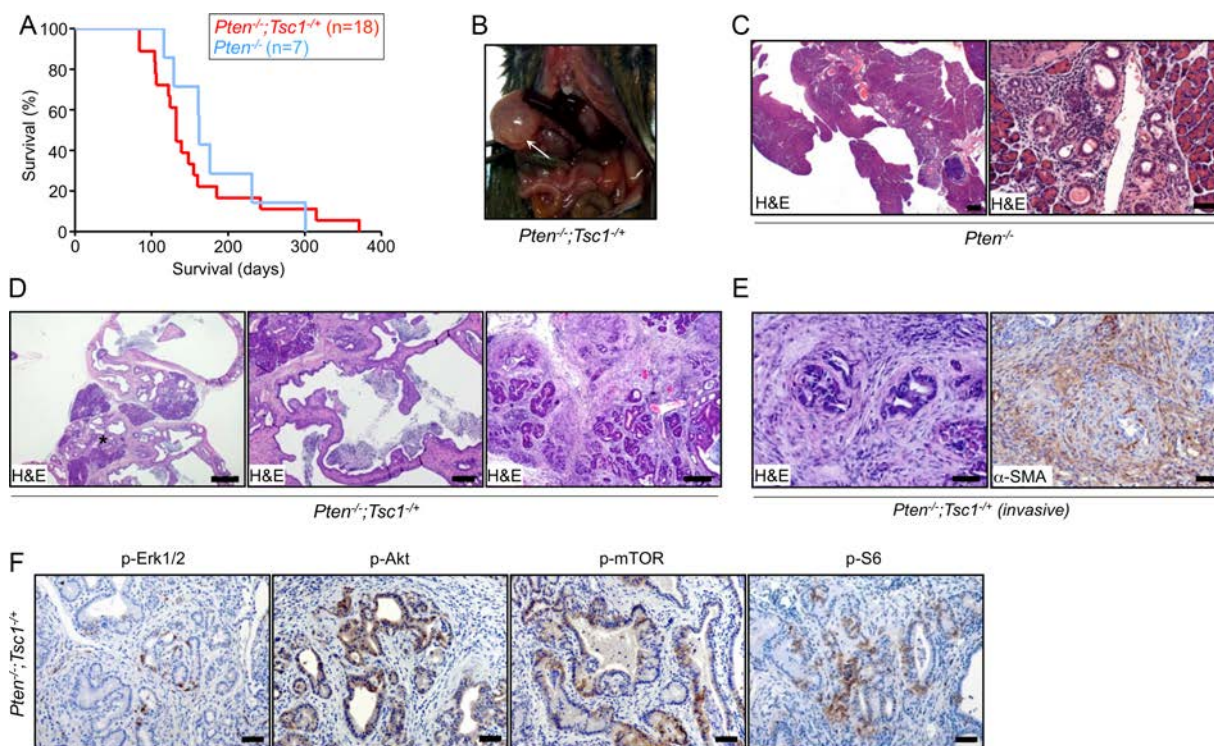 A
Pten-/-;Tsc1-/+ (n=18)
Pten-/- (n=7)
Survival (%)
100
80
60
40
20
0
0 100 200 300 400
Survival (days)
B
Pten-/-;Tsc1-/+
C
H&E
H&E
Pten-/-
D
H&E
H&E
H&E
Pten-/-;Tsc1-/+
E
H&E
α-SMA
Pten-/-;Tsc1-/+ (invasive)
F
p-Erk1/2 p-Akt p-mTOR p-S6
Pten-/-;Tsc1-/+